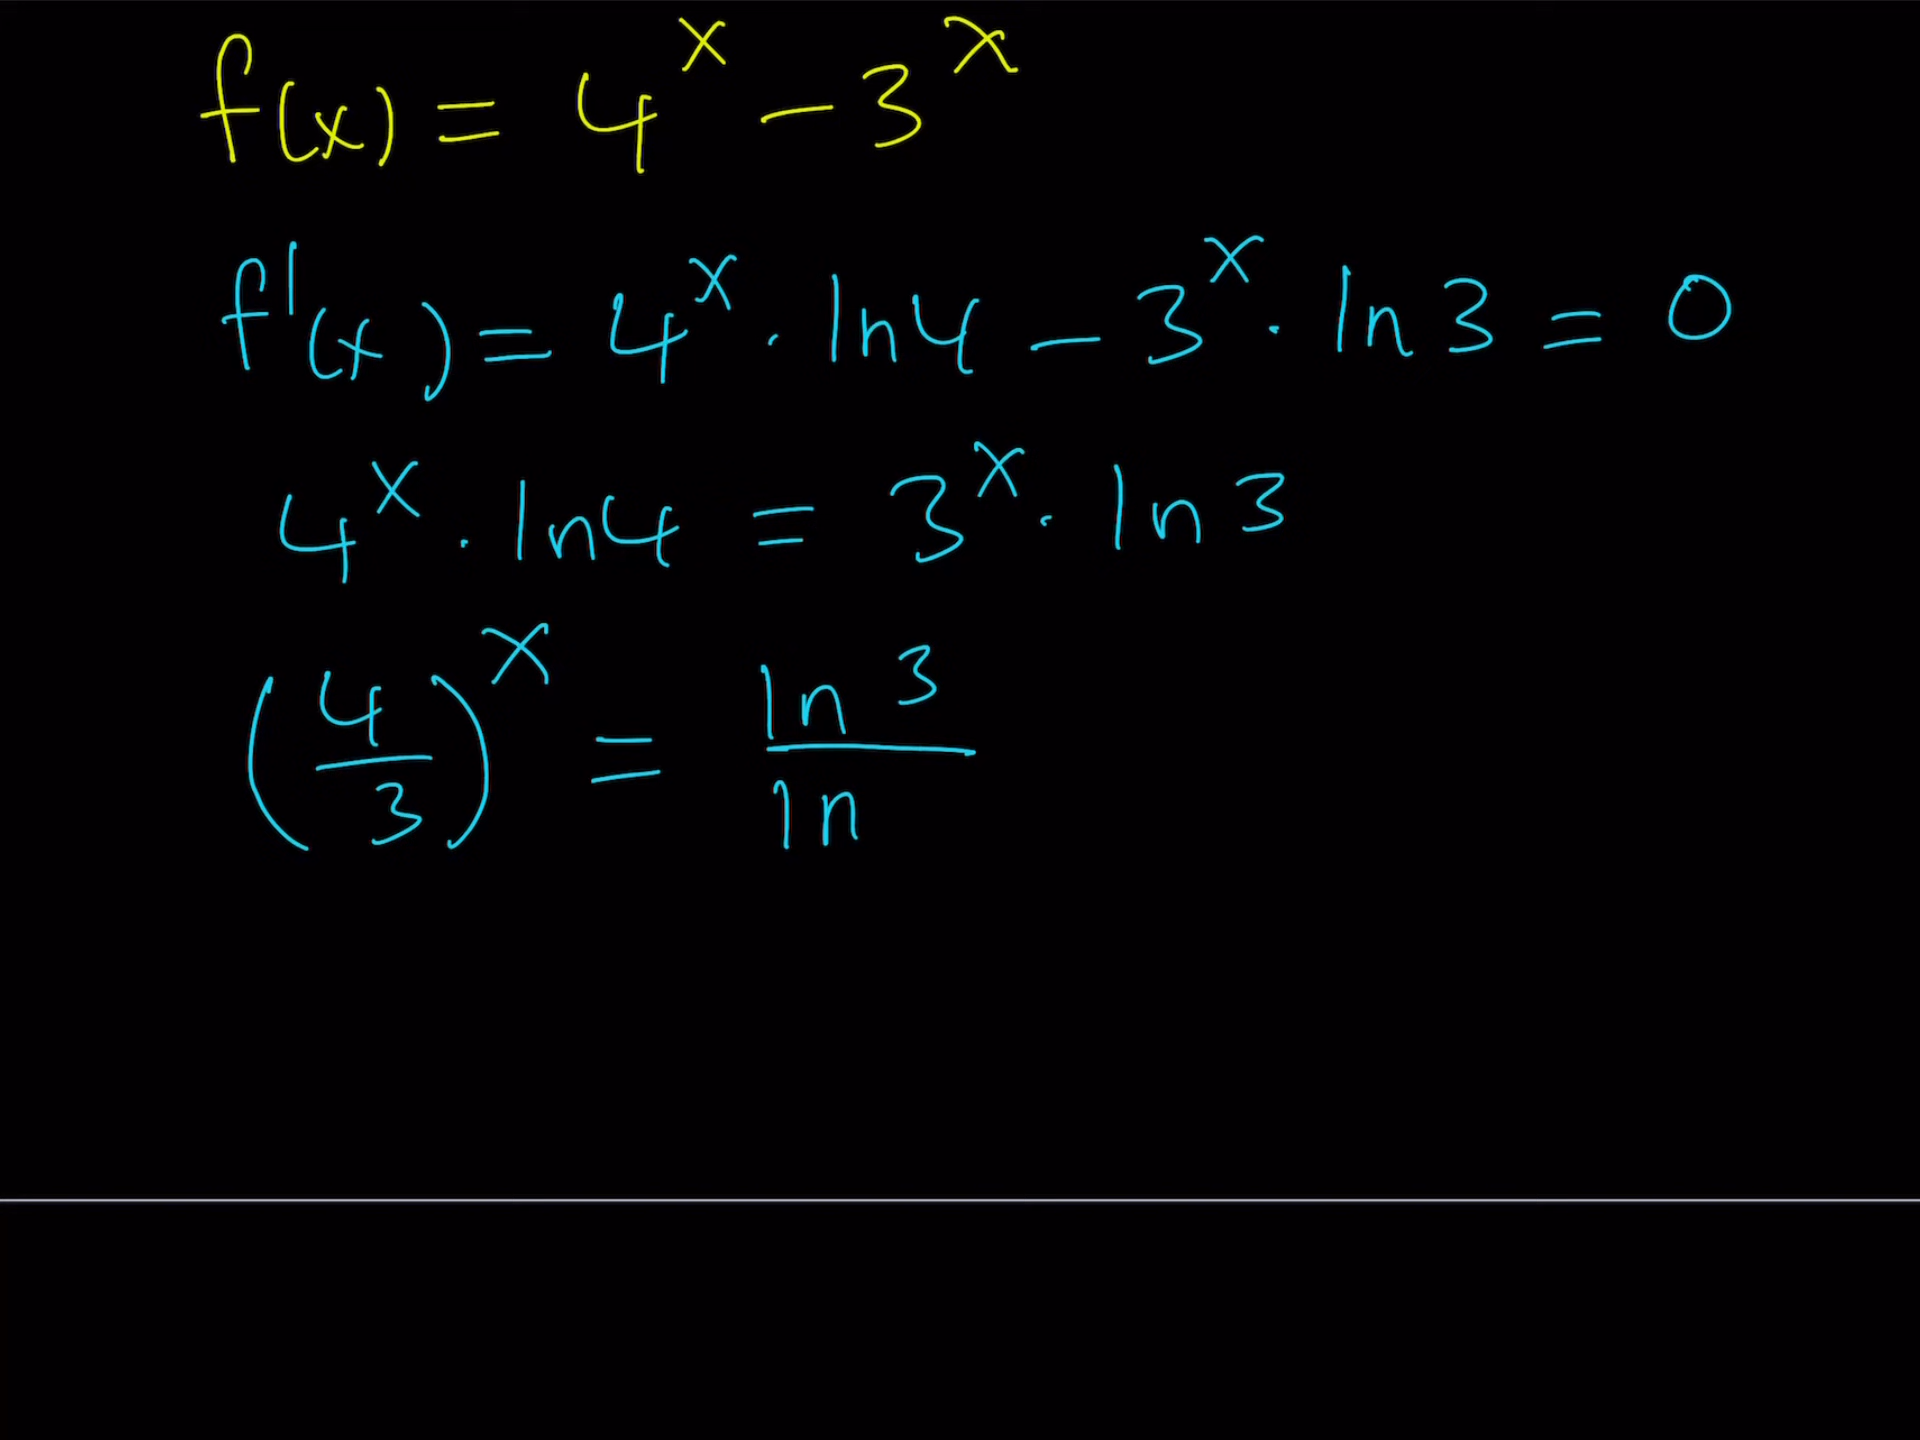 f(x) = 4^x - 3^x
f'(x) = 4^x · ln4 - 3^x · ln3 = 0
4^x · ln4 = 3^x · ln3
(4/3)^x = ln3/ln